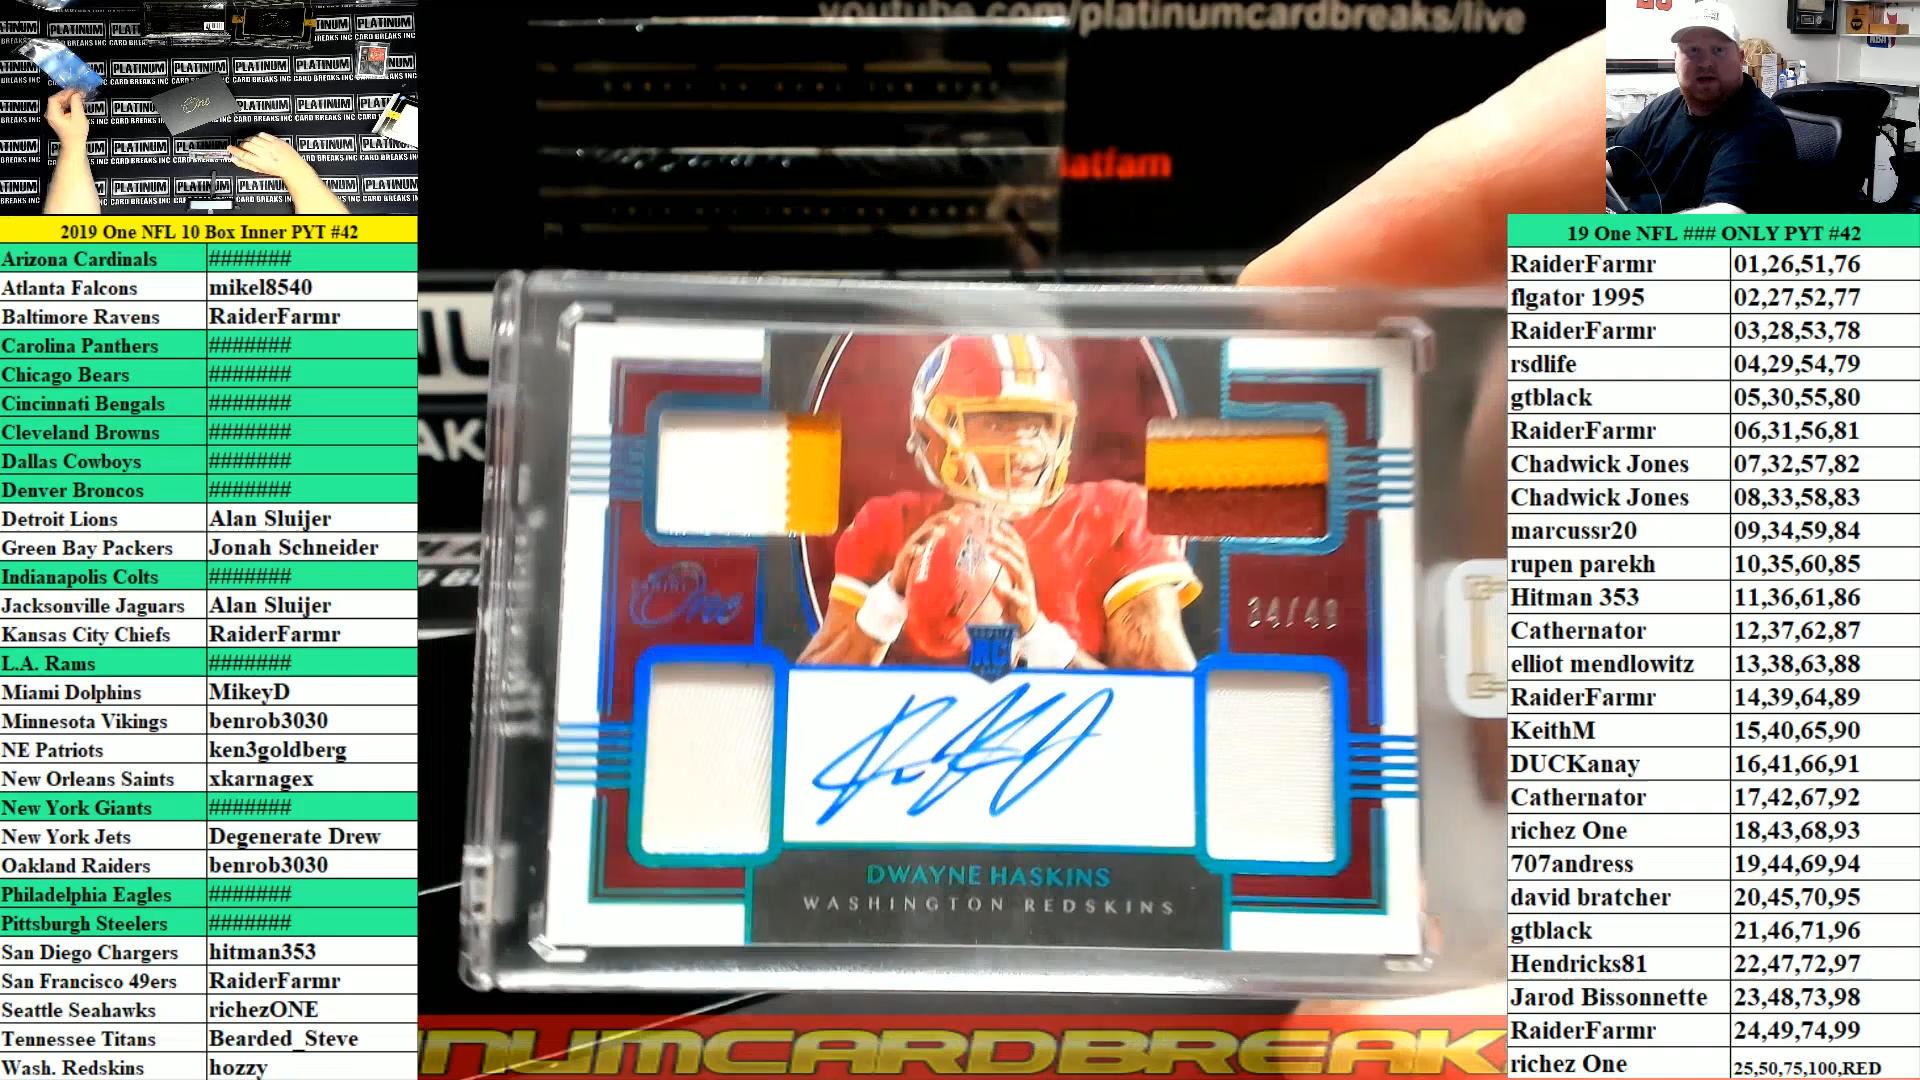 youtube.com/platinumcardbreaks/live
latfam
PLATINUM
CARD BREAKS INC
One
2019 One NFL 10 Box Inner PYT #42
Arizona Cardinals #######
Atlanta Falcons mikel8540
Baltimore Ravens RaiderFarmr
Carolina Panthers #######
Chicago Bears #######
Cincinnati Bengals #######
Cleveland Browns #######
Dallas Cowboys #######
Denver Broncos #######
Detroit Lions Alan Sluijer
Green Bay Packers Jonah Schneider
Indianapolis Colts #######
Jacksonville Jaguars Alan Sluijer
Kansas City Chiefs RaiderFarmr
L.A. Rams #######
Miami Dolphins MikeyD
Minnesota Vikings benrob3030
NE Patriots ken3goldberg
New Orleans Saints xkarnagex
New York Giants #######
New York Jets Degenerate Drew
Oakland Raiders benrob3030
Philadelphia Eagles #######
Pittsburgh Steelers #######
San Diego Chargers hitman353
San Francisco 49ers RaiderFarmr
Seattle Seahawks richezONE
Tennessee Titans Bearded_Steve
Wash. Redskins hozzy
One
34/49
RC
DWAYNE HASKINS
WASHINGTON REDSKINS
NUMCARDBREAK
19 One NFL ### ONLY PYT #42
RaiderFarmr 01,26,51,76
flgator 1995 02,27,52,77
RaiderFarmr 03,28,53,78
rsdlife 04,29,54,79
gtblack 05,30,55,80
RaiderFarmr 06,31,56,81
Chadwick Jones 07,32,57,82
Chadwick Jones 08,33,58,83
marcussr20 09,34,59,84
rupen parekh 10,35,60,85
Hitman 353 11,36,61,86
Cathernator 12,37,62,87
elliot mendlowitz 13,38,63,88
RaiderFarmr 14,39,64,89
KeithM 15,40,65,90
DUCKanay 16,41,66,91
Cathernator 17,42,67,92
richez One 18,43,68,93
707andress 19,44,69,94
david bratcher 20,45,70,95
gtblack 21,46,71,96
Hendricks81 22,47,72,97
Jarod Bissonnette 23,48,73,98
RaiderFarmr 24,49,74,99
richez One 25,50,75,100,RED